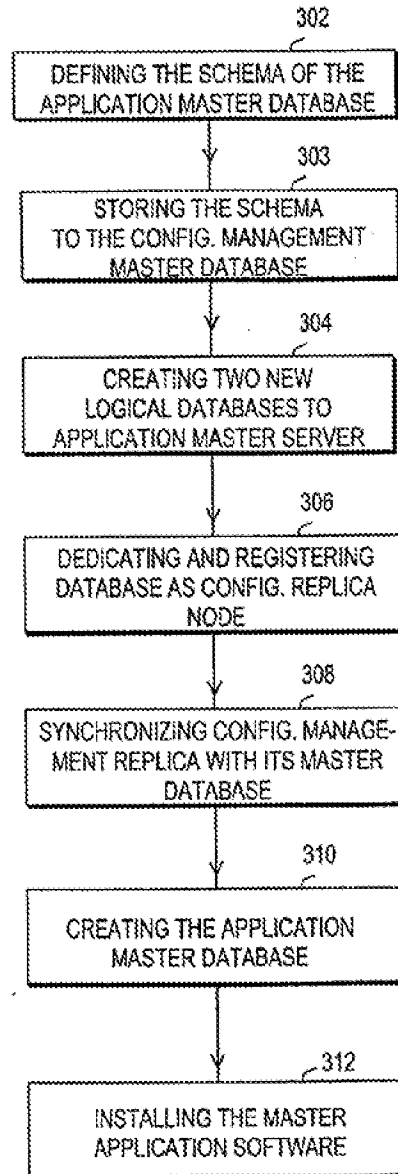 302
DEFINING THE SCHEMA OF THE
APPLICATION MASTER DATABASE
303
STORING THE SCHEMA
TO THE CONFIG. MANAGEMENT
MASTER DATABASE
304
CREATING TWO NEW
LOGICAL DATABASES TO
APPLICATION MASTER SERVER
306
DEDICATING AND REGISTERING
DATABASE AS CONFIG. REPLICA
NODE
308
SYNCHRONIZING CONFIG. MANAGE-
MENT REPLICA WITH ITS MASTER
DATABASE
310
CREATING THE APPLICATION
MASTER DATABASE
312
INSTALLING THE MASTER
APPLICATION SOFTWARE